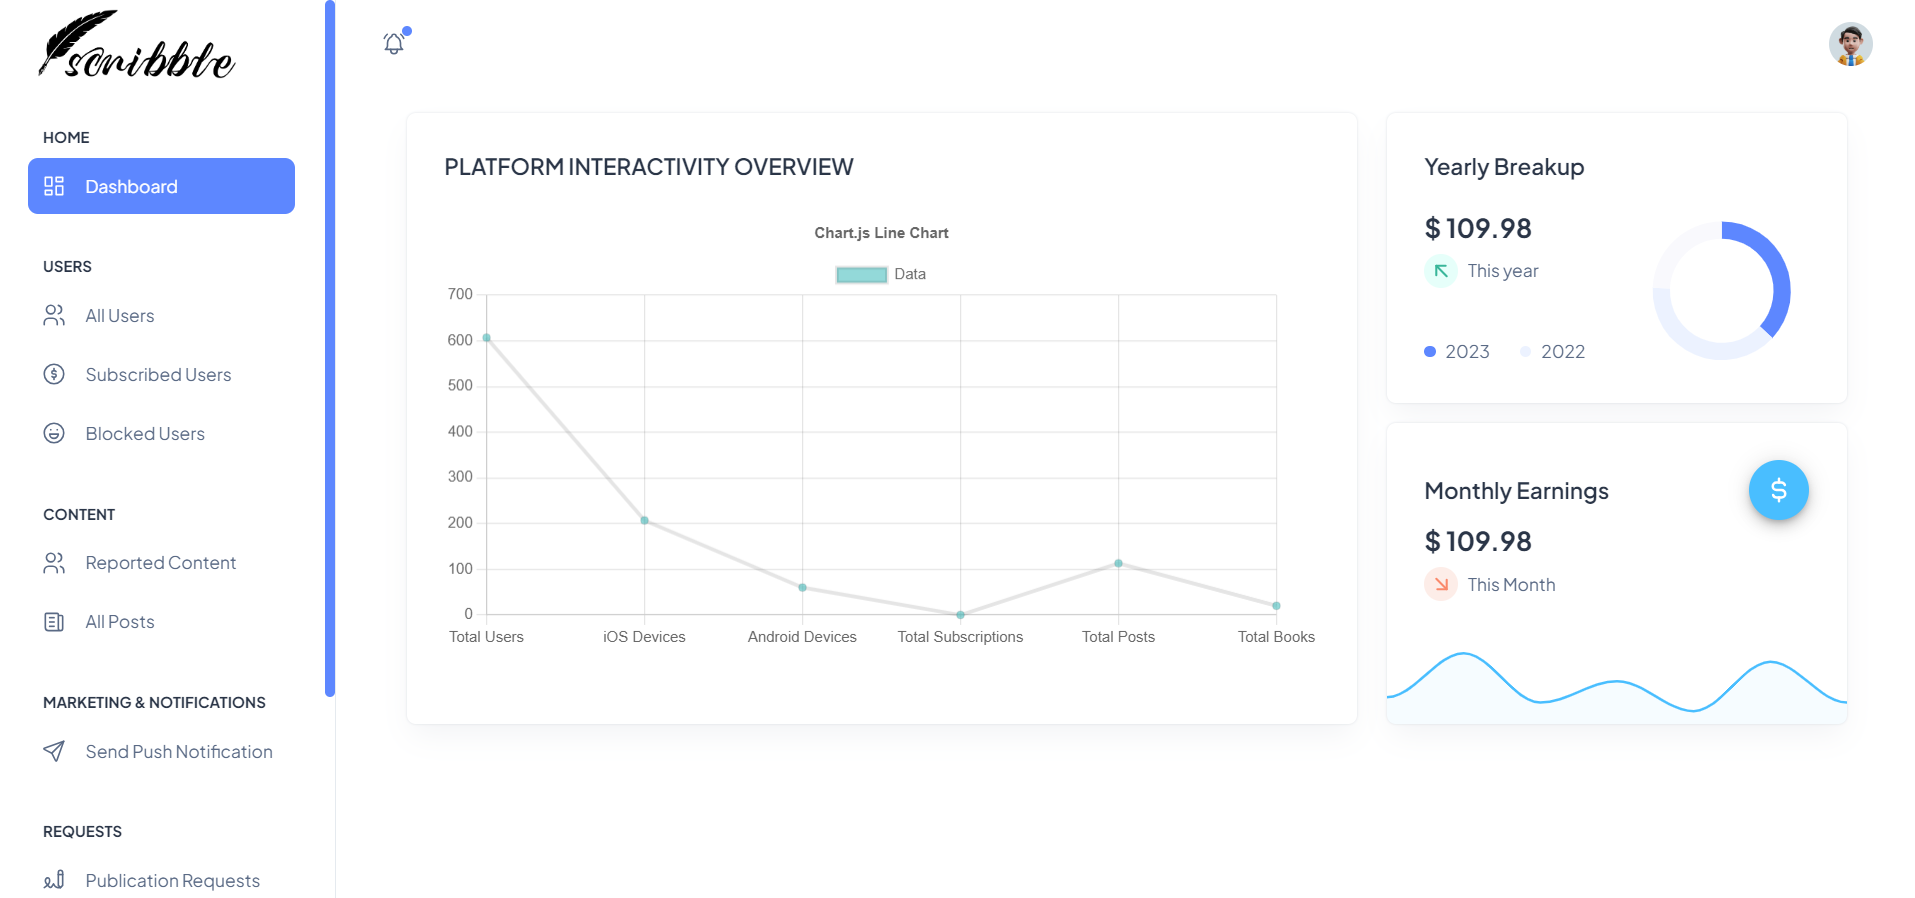 scribble
HOME
Dashboard
USERS
All Users
Subscribed Users
Blocked Users
CONTENT
Reported Content
All Posts
MARKETING & NOTIFICATIONS
Send Push Notification
REQUESTS
Publication Requests
PLATFORM INTERACTIVITY OVERVIEW
Chart.js Line Chart
Data
700
600
500
400
300
200
100
0
Total Users iOS Devices Android Devices Total Subscriptions Total Posts Total Books
Yearly Breakup
$ 109.98
This year
2023 2022
Monthly Earnings
$
$ 109.98
This Month